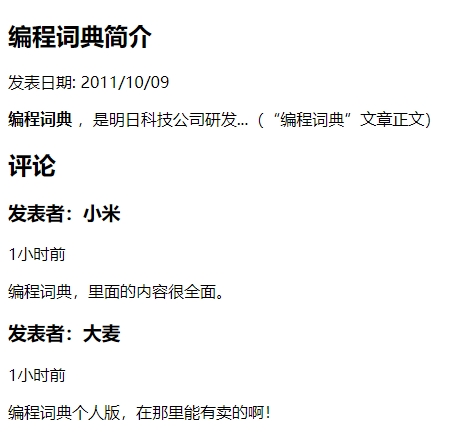 编程词典简介
发表日期: 2011/10/09
编程词典 ，是明日科技公司研发...（“编程词典”文章正文）
评论
发表者：小米
1小时前
编程词典，里面的内容很全面。
发表者：大麦
1小时前
编程词典个人版，在那里能有卖的啊!